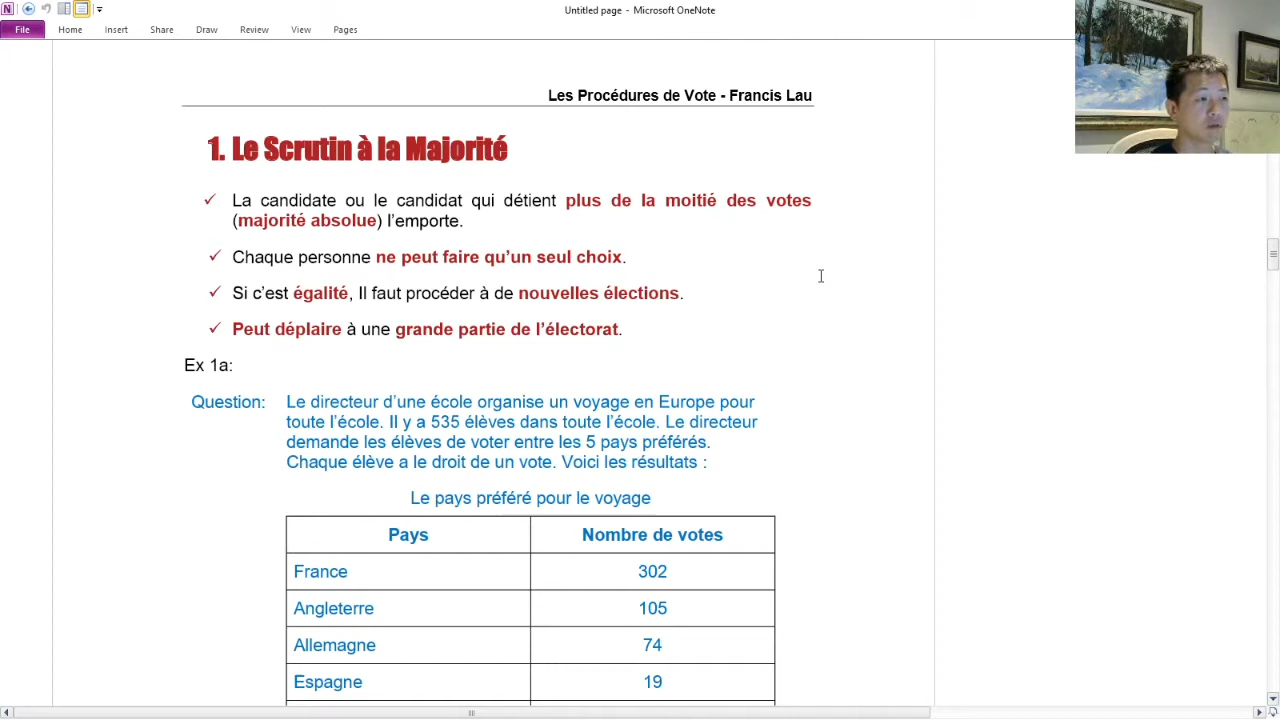 Untitled page - Microsoft OneNote
File Home Insert Share Draw Review View Pages
Les Procédures de Vote - Francis Lau
1. Le Scrutin à la Majorité
✓ La candidate ou le candidat qui détient plus de la moitié des votes
(majorité absolue) l’emporte.
✓ Chaque personne ne peut faire qu’un seul choix.
✓ Si c’est égalité, Il faut procéder à de nouvelles élections.
✓ Peut déplaire à une grande partie de l’électorat.
Ex 1a:
Question: Le directeur d’une école organise un voyage en Europe pour
toute l’école. Il y a 535 élèves dans toute l’école. Le directeur
demande les élèves de voter entre les 5 pays préférés.
Chaque élève a le droit de un vote. Voici les résultats :
Le pays préféré pour le voyage
Pays Nombre de votes
France 302
Angleterre 105
Allemagne 74
Espagne 19